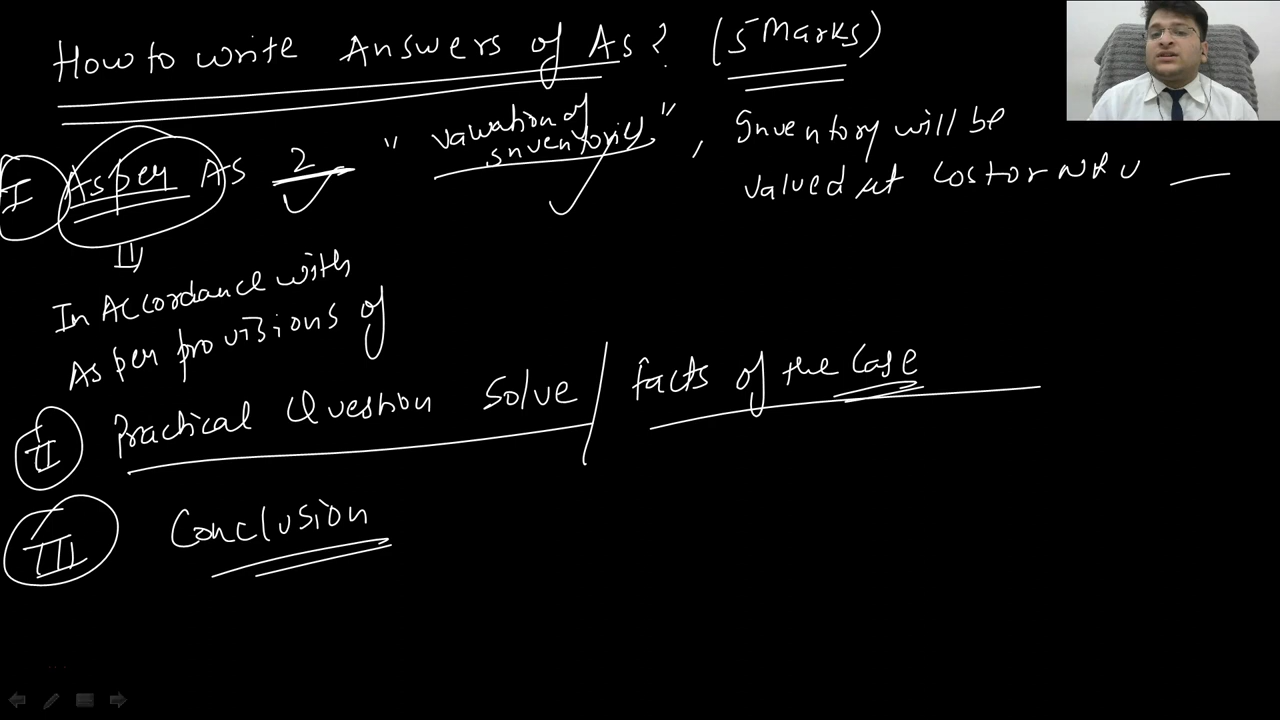 How to write Answers of As? (5 Marks)
I As per AS 2 " valuation of inventories", Inventory will be
valued at cost or NRV —
II
In Accordance with
As per provisions of
II Practical Question Solve / facts of the case
III Conclusion